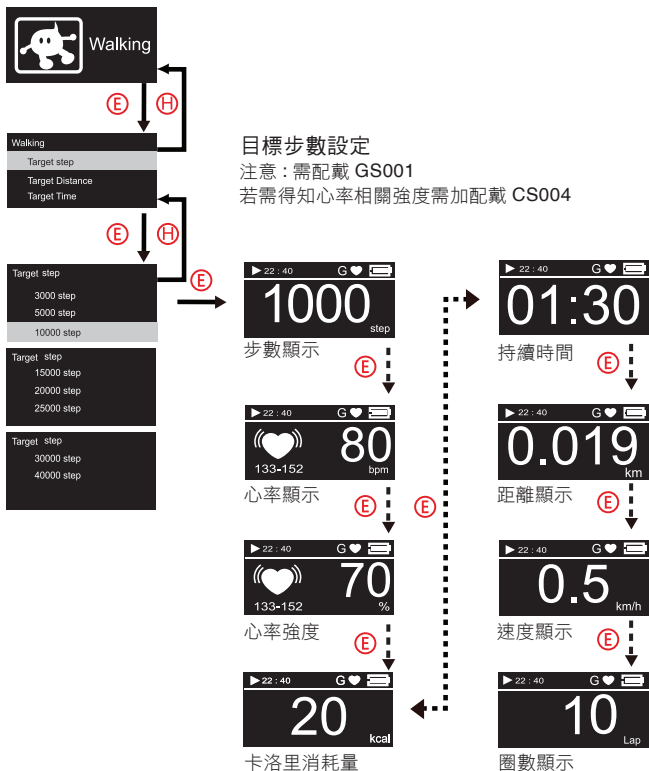 Walking
E
H
Walking
Target step
Target Distance
Target Time
目標步數設定
注意 : 需配戴 GS001
若需得知心率相關強度需加配戴 CS004
E
H
Target step
3000 step
5000 step
10000 step
Target step
15000 step
20000 step
25000 step
Target step
30000 step
40000 step
E
22 : 40 G
1000
step
步數顯示
E
22 : 40 G
80
bpm
133-152
心率顯示
E
22 : 40 G
70
%
133-152
心率強度
E
22 : 40 G
20
kcal
卡洛里消耗量
E
22 : 40 G
01:30
持續時間
E
22 : 40 G
0.019
km
距離顯示
E
22 : 40 G
0.5
km/h
速度顯示
E
22 : 40 G
10
Lap
圈數顯示